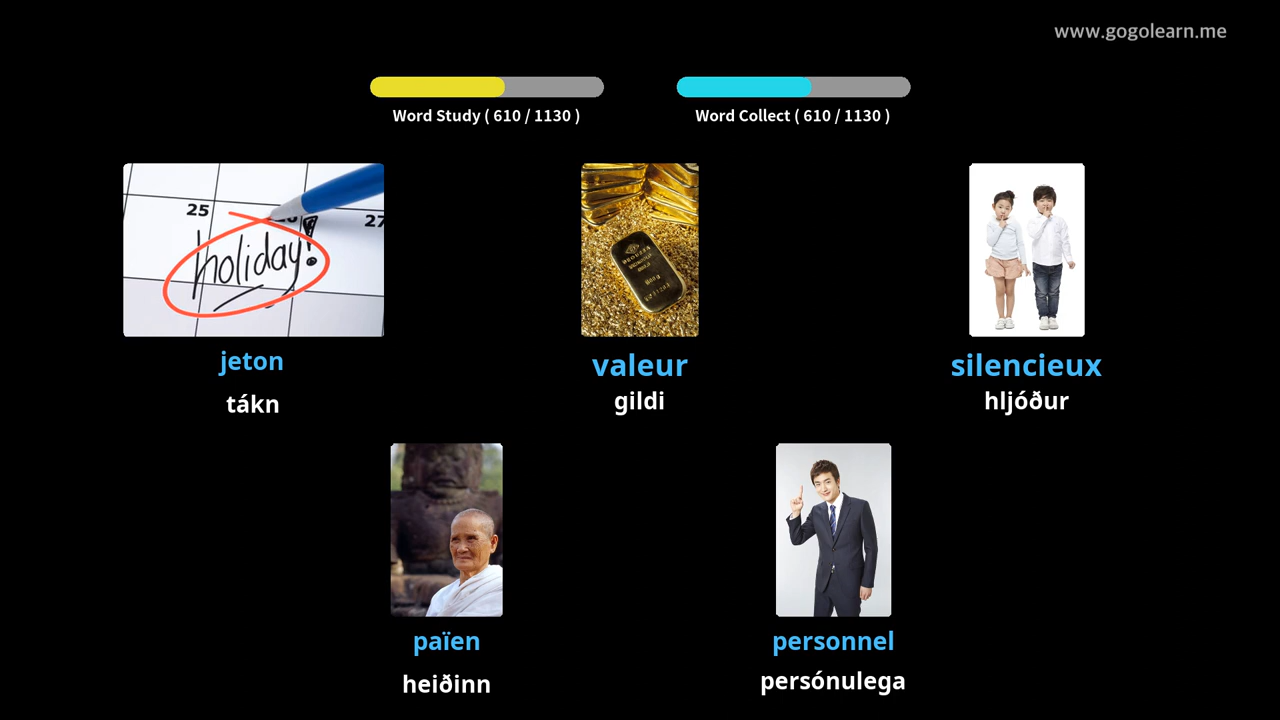 www.gogolearn.me
Word Study ( 610 / 1130 )
Word Collect ( 610 / 1130 )
25
27
holiday!
jeton
tákn
valeur
gildi
silencieux
hljóður
païen
heiðinn
personnel
persónulega